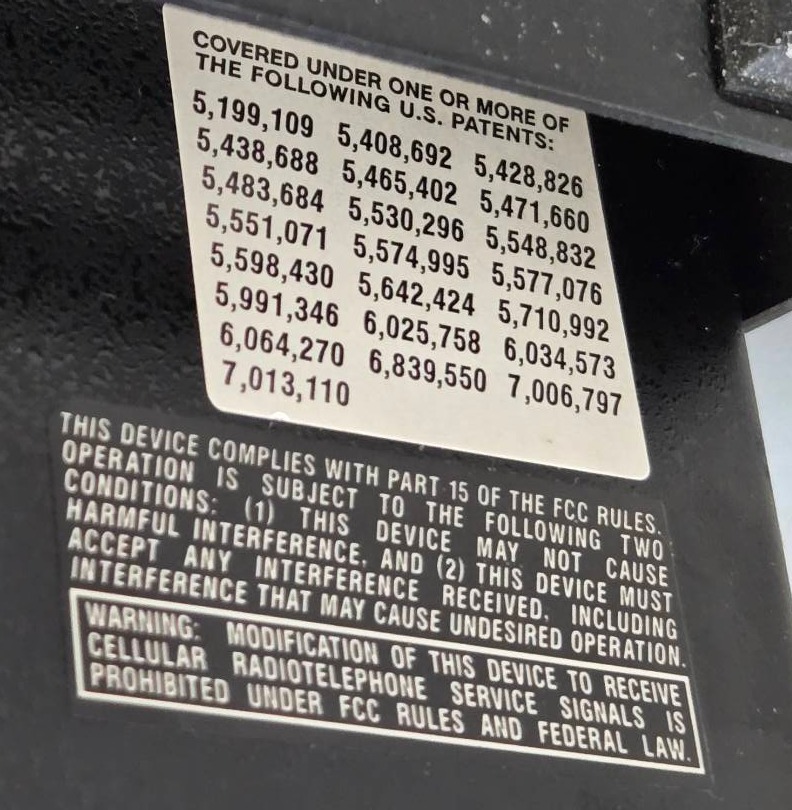 COVERED UNDER ONE OR MORE OF
THE FOLLOWING U.S. PATENTS:
5,199,109 5,408,692 5,428,826
5,438,688 5,465,402 5,471,660
5,483,684 5,530,296 5,548,832
5,551,071 5,574,995 5,577,076
5,598,430 5,642,424 5,710,992
5,991,346 6,025,758 6,034,573
6,064,270 6,839,550 7,006,797
7,013,110
THIS DEVICE COMPLIES WITH PART 15 OF THE FCC RULES.
OPERATION IS SUBJECT TO THE FOLLOWING TWO
CONDITIONS: (1) THIS DEVICE MAY NOT CAUSE
HARMFUL INTERFERENCE, AND (2) THIS DEVICE MUST
ACCEPT ANY INTERFERENCE RECEIVED, INCLUDING
INTERFERENCE THAT MAY CAUSE UNDESIRED OPERATION.
WARNING: MODIFICATION OF THIS DEVICE TO RECEIVE
CELLULAR RADIOTELEPHONE SERVICE SIGNALS IS
PROHIBITED UNDER FCC RULES AND FEDERAL LAW.